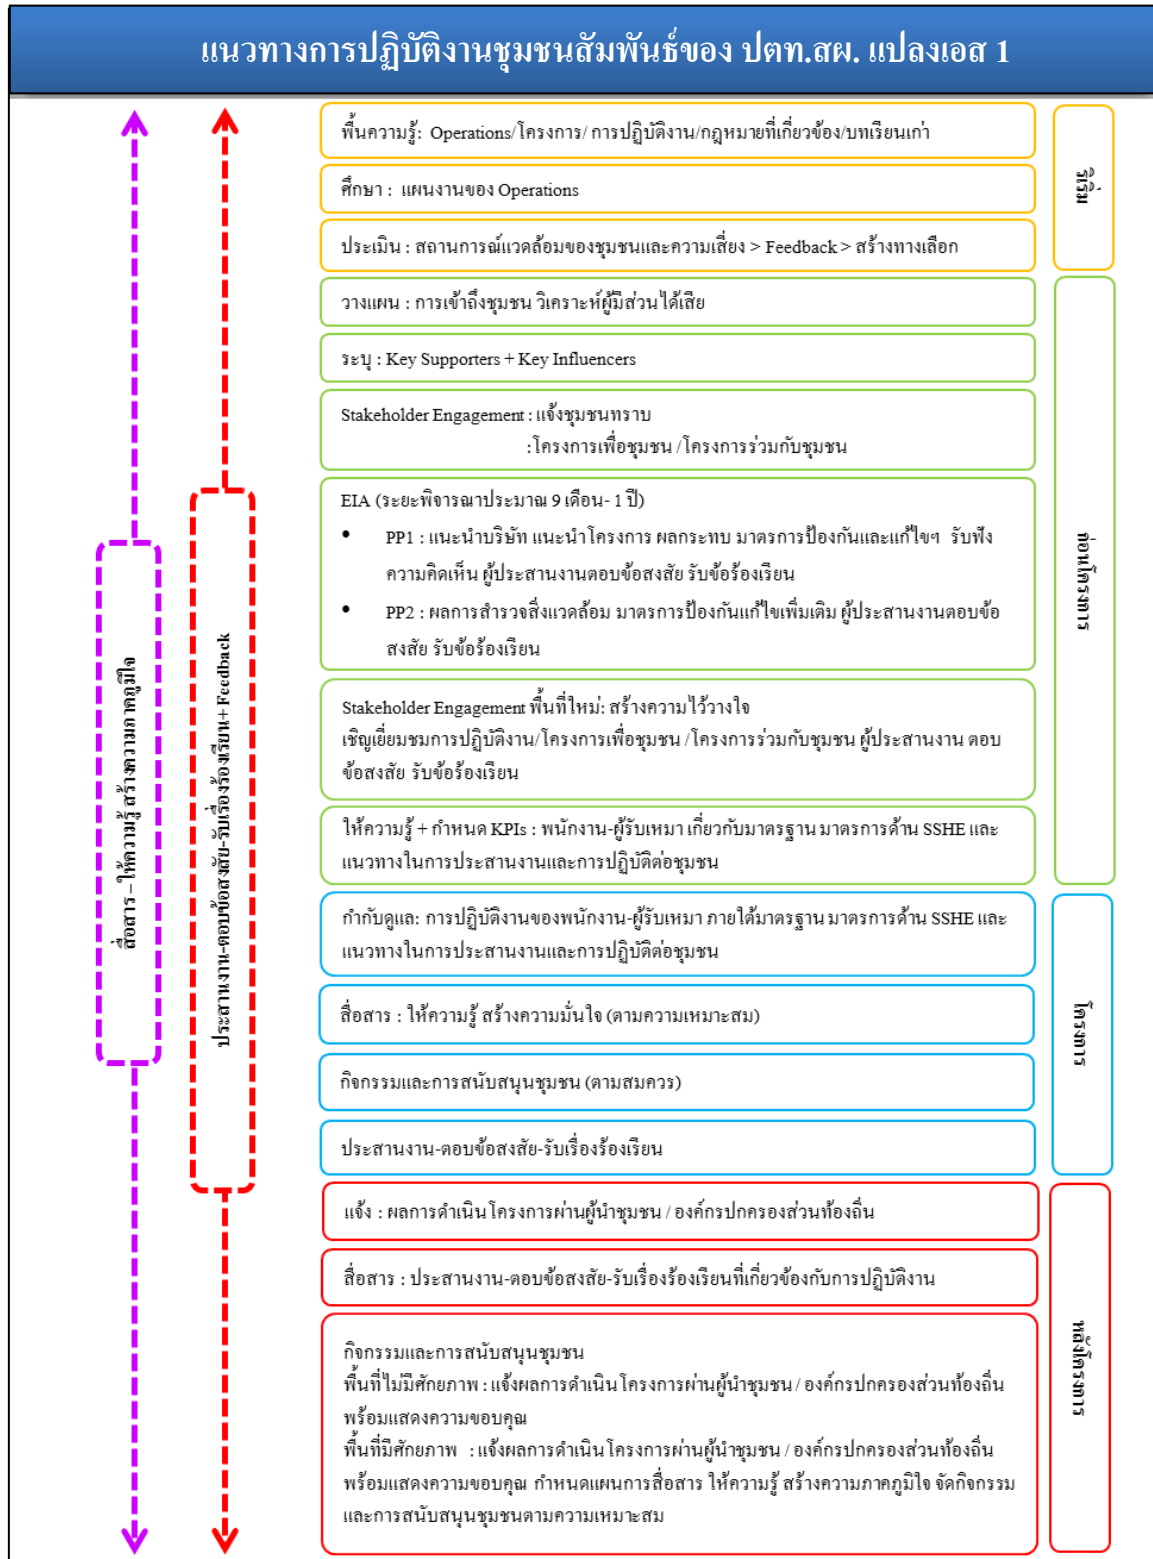 แนวทางการปฏิบัติงานชุมชนสัมพันธ์ของ ปตท.สผ. แปลงเอส 1
พื้นความรู้: Operations/โครงการ/ การปฏิบัติงาน/กฎหมายที่เกี่ยวข้อง/บทเรียนเก่า
ศึกษา : แผนงานของ Operations
ประเมิน : สถานการณ์แวดล้อมของชุมชนและความเสี่ยง > Feedback > สร้างทางเลือก
ริเริ่ม
วางแผน : การเข้าถึงชุมชน วิเคราะห์ผู้มีส่วนได้เสีย
ระบุ : Key Supporters + Key Influencers
Stakeholder Engagement : แจ้งชุมชนทราบ
:โครงการเพื่อชุมชน /โครงการร่วมกับชุมชน
EIA (ระยะพิจารณาประมาณ 9 เดือน- 1 ปี)
• PP1 : แนะนำบริษัท แนะนำโครงการ ผลกระทบ มาตรการป้องกันและแก้ไขฯ รับฟัง
ความคิดเห็น ผู้ประสานงานตอบข้อสงสัย รับข้อร้องเรียน
• PP2 : ผลการสำรวจสิ่งแวดล้อม มาตรการป้องกันแก้ไขเพิ่มเติม ผู้ประสานงานตอบข้อ
สงสัย รับข้อร้องเรียน
Stakeholder Engagement พื้นที่ใหม่: สร้างความไว้วางใจ
เชิญเยี่ยมชมการปฏิบัติงาน/โครงการเพื่อชุมชน /โครงการร่วมกับชุมชน ผู้ประสานงาน ตอบ
ข้อสงสัย รับข้อร้องเรียน
ให้ความรู้ + กำหนด KPIs : พนักงาน-ผู้รับเหมา เกี่ยวกับมาตรฐาน มาตรการด้าน SSHE และ
แนวทางในการประสานงานและการปฏิบัติต่อชุมชน
ก่อนโครงการ
กำกับดูแล: การปฏิบัติงานของพนักงาน-ผู้รับเหมา ภายใต้มาตรฐาน มาตรการด้าน SSHE และ
แนวทางในการประสานงานและการปฏิบัติต่อชุมชน
สื่อสาร : ให้ความรู้ สร้างความมั่นใจ (ตามความเหมาะสม)
กิจกรรมและการสนับสนุนชุมชน (ตามสมควร)
ประสานงาน-ตอบข้อสงสัย-รับเรื่องร้องเรียน
โครงการ
แจ้ง : ผลการดำเนินโครงการผ่านผู้นำชุมชน / องค์กรปกครองส่วนท้องถิ่น
สื่อสาร : ประสานงาน-ตอบข้อสงสัย-รับเรื่องร้องเรียนที่เกี่ยวข้องกับการปฏิบัติงาน
กิจกรรมและการสนับสนุนชุมชน
พื้นที่ไม่มีศักยภาพ : แจ้งผลการดำเนินโครงการผ่านผู้นำชุมชน / องค์กรปกครองส่วนท้องถิ่น
พร้อมแสดงความขอบคุณ
พื้นที่มีศักยภาพ : แจ้งผลการดำเนินโครงการผ่านผู้นำชุมชน / องค์กรปกครองส่วนท้องถิ่น
พร้อมแสดงความขอบคุณ กำหนดแผนการสื่อสาร ให้ความรู้ สร้างความภาคภูมิใจ จัดกิจกรรม
และการสนับสนุนชุมชนตามความเหมาะสม
หลังโครงการ
สื่อสาร – ให้ความรู้ สร้างความภาคภูมิใจ
ประสานงาน-ตอบข้อสงสัย-รับเรื่องร้องเรียน+ Feedback